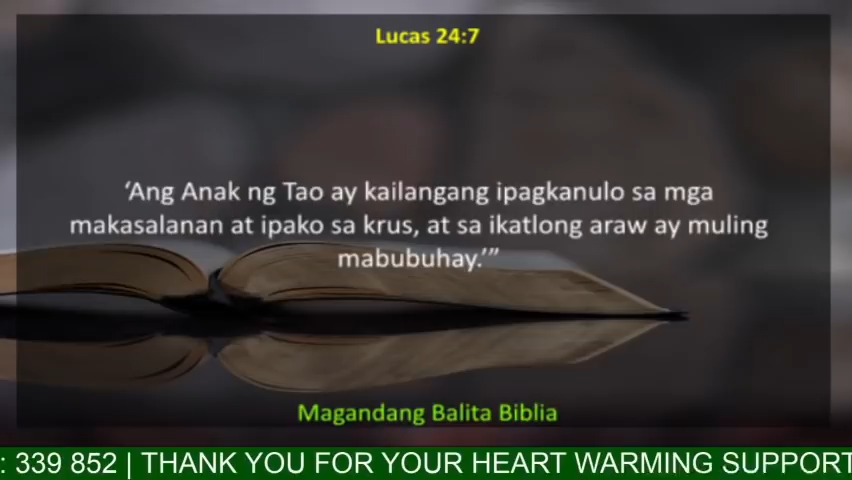 Lucas 24:7
‘Ang Anak ng Tao ay kailangang ipagkanulo sa mga
makasalanan at ipako sa krus, at sa ikatlong araw ay muling
mabubuhay.’”
Magandang Balita Biblia
: 339 852 | THANK YOU FOR YOUR HEART WARMING SUPPORT